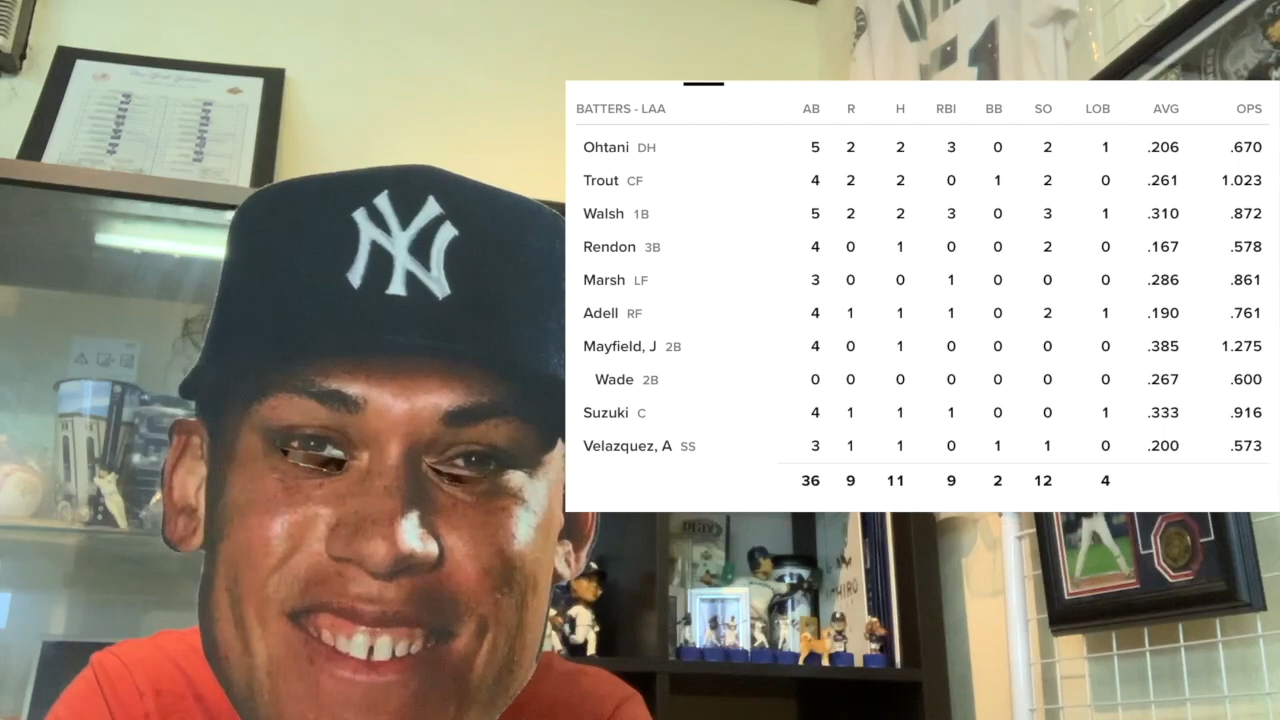 BATTERS - LAA AB R H RBI BB SO LOB AVG OPS
Ohtani DH 5 2 2 3 0 2 1 .206 .670
Trout CF 4 2 2 0 1 2 0 .261 1.023
Walsh 1B 5 2 2 3 0 3 1 .310 .872
Rendon 3B 4 0 1 0 0 2 0 .167 .578
Marsh LF 3 0 0 1 0 0 0 .286 .861
Adell RF 4 1 1 1 0 2 1 .190 .761
Mayfield, J 2B 4 0 1 0 0 0 0 .385 1.275
Wade 2B 0 0 0 0 0 0 0 .267 .600
Suzuki C 4 1 1 1 0 0 1 .333 .916
Velazquez, A SS 3 1 1 0 1 1 0 .200 .573
36 9 11 9 2 12 4
NY